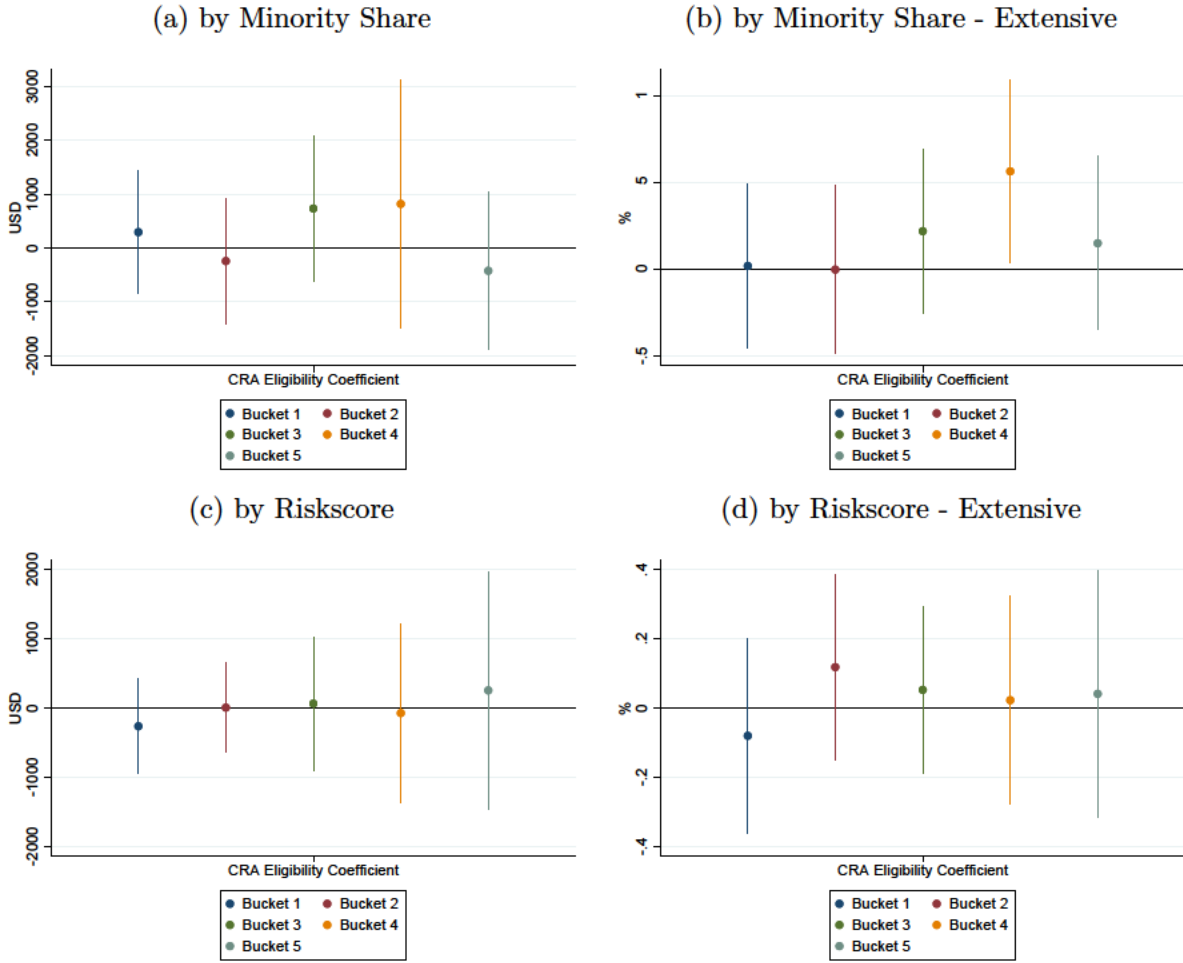 (a) by Minority Share
3000
2000
1000
0
-1000
-2000
USD
CRA Eligibility Coefficient
Bucket 1 Bucket 2
Bucket 3 Bucket 4
Bucket 5
(b) by Minority Share - Extensive
1
.5
0
-.5
%
CRA Eligibility Coefficient
Bucket 1 Bucket 2
Bucket 3 Bucket 4
Bucket 5
(c) by Riskscore
2000
1000
0
-1000
-2000
USD
CRA Eligibility Coefficient
Bucket 1 Bucket 2
Bucket 3 Bucket 4
Bucket 5
(d) by Riskscore - Extensive
.4
.2
0
-.2
-.4
%
CRA Eligibility Coefficient
Bucket 1 Bucket 2
Bucket 3 Bucket 4
Bucket 5